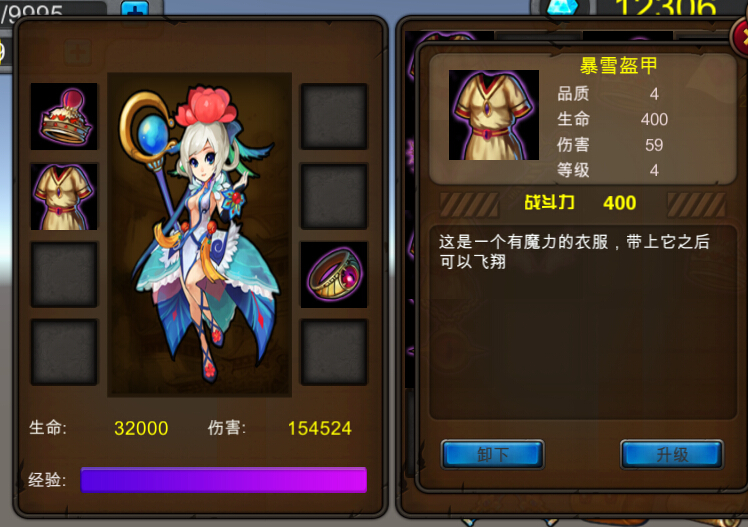 /9995
12306
暴雪盔甲
品质 4
生命 400
伤害 59
等级 4
战斗力 400
这是一个有魔力的衣服，带上它之后
可以飞翔
卸下 升级
生命: 32000 伤害: 154524
经验: